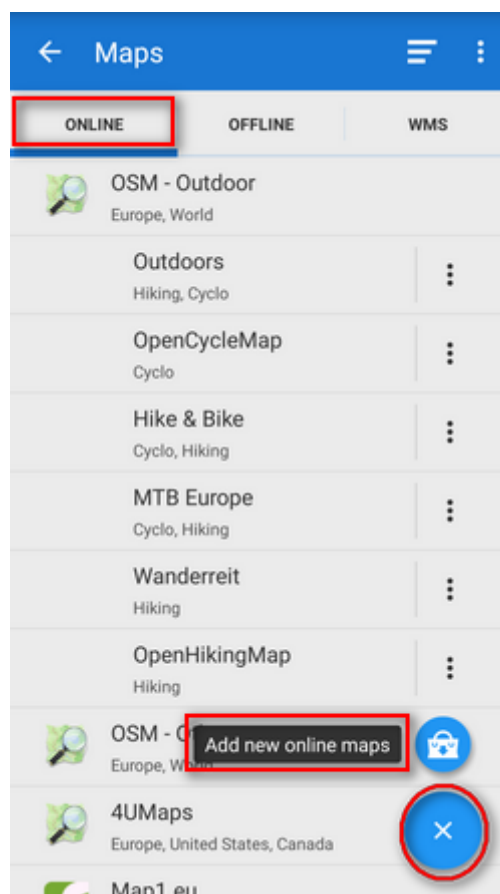 Maps
ONLINE OFFLINE WMS
OSM - Outdoor
Europe, World
Outdoors
Hiking, Cyclo
OpenCycleMap
Cyclo
Hike & Bike
Cyclo, Hiking
MTB Europe
Cyclo, Hiking
Wanderreit
Hiking
OpenHikingMap
Hiking
OSM -
Add new online maps
Europe,
4UMaps
Europe, United States, Canada
Map1.eu